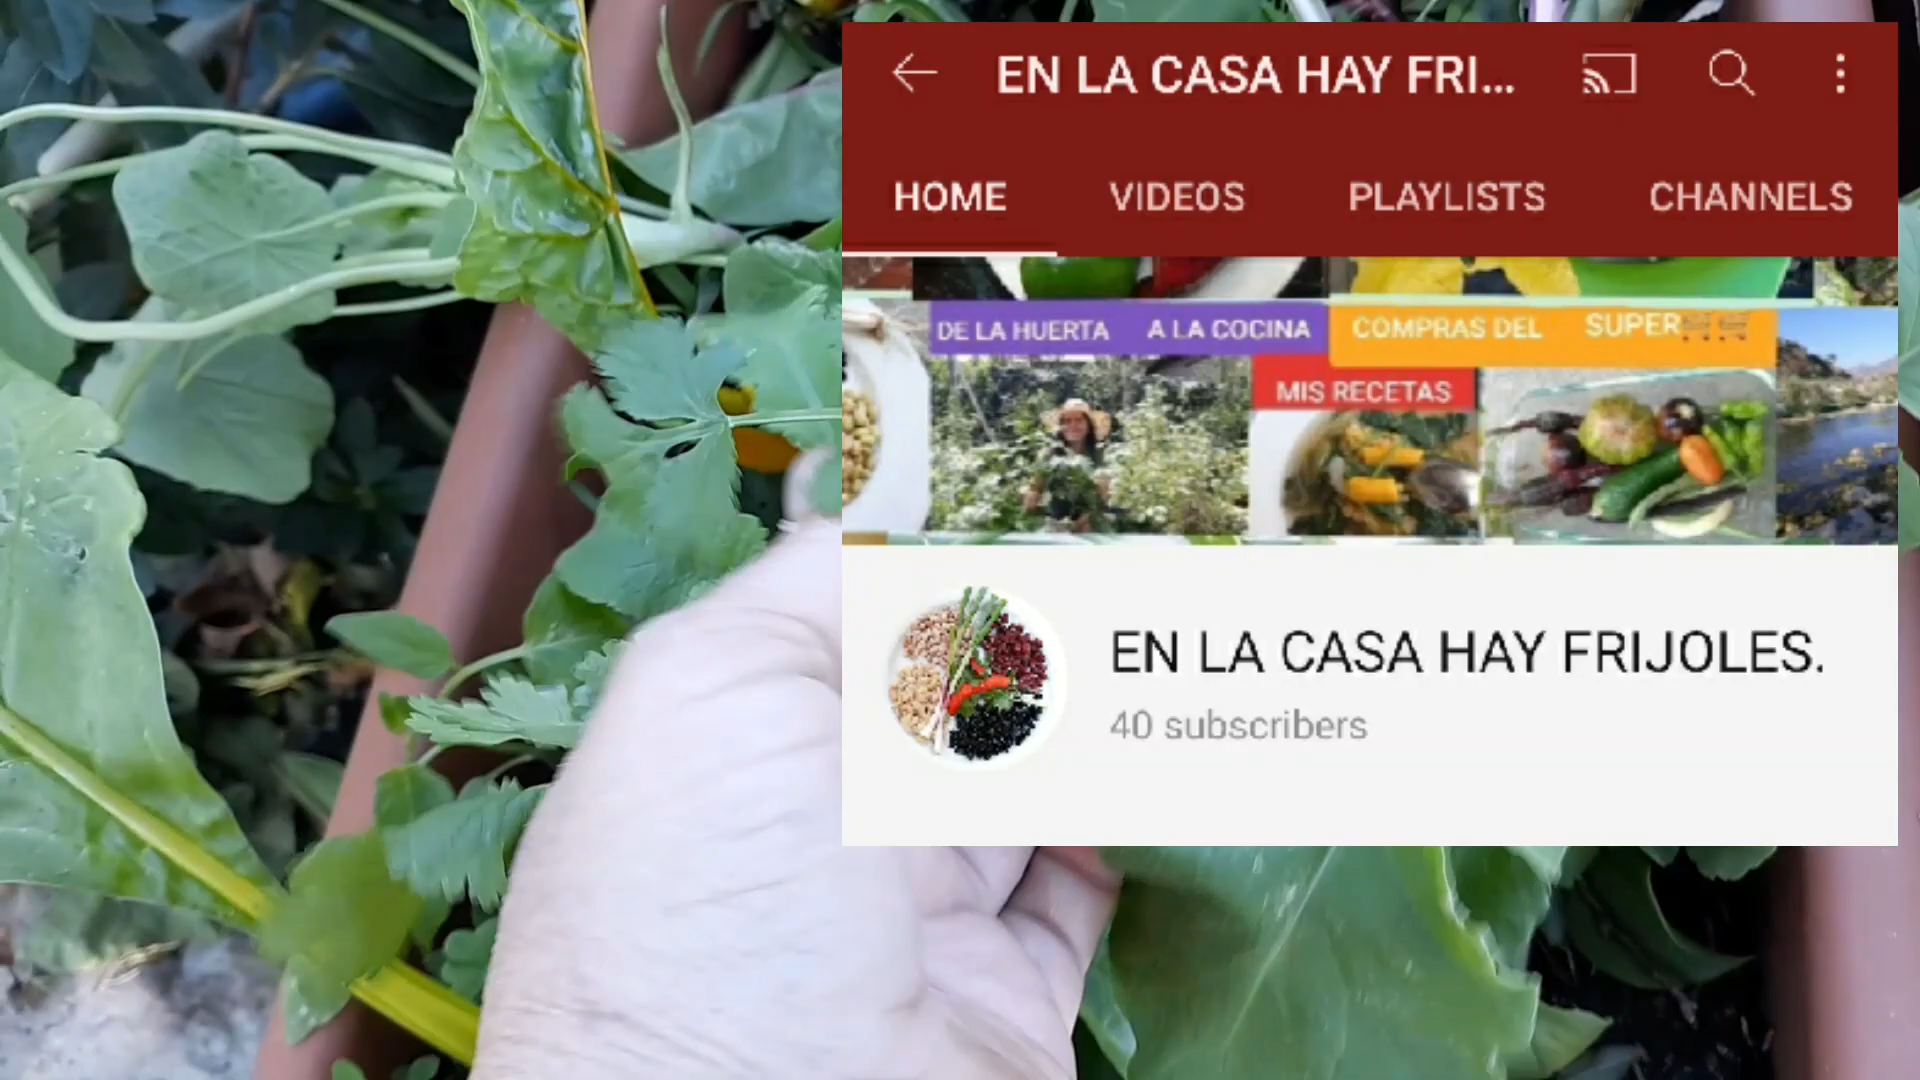 EN LA CASA HAY FRI...
HOME VIDEOS PLAYLISTS CHANNELS
DE LA HUERTA A LA COCINA COMPRAS DEL SUPER
MIS RECETAS
EN LA CASA HAY FRIJOLES.
40 subscribers